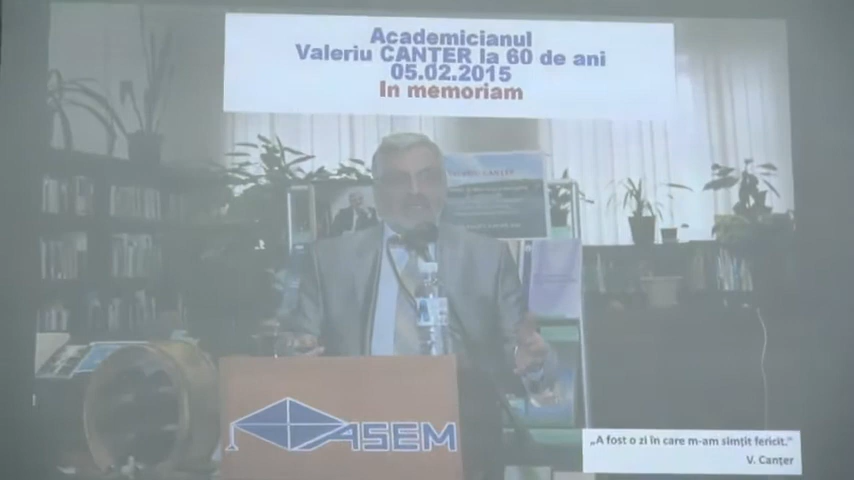 Academicianul
Valeriu CANȚER la 60 de ani
05.02.2015
In memoriam
ASEM
„A fost o zi în care m-am simțit fericit."
V. Canțer